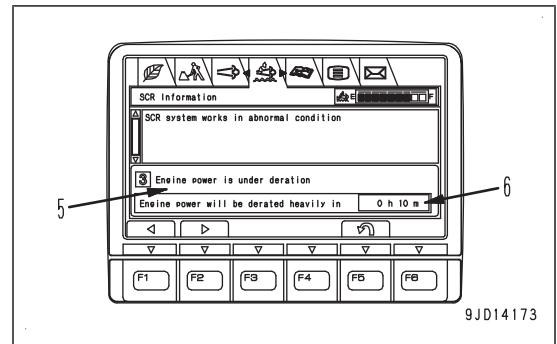 SCR Information
E F
SCR system works in abnormal condition
3 Engine power is under deration
Engine power will be derated heavily in 0 h 10 m
5
6
F1 F2 F3 F4 F5 F6
9JD14173